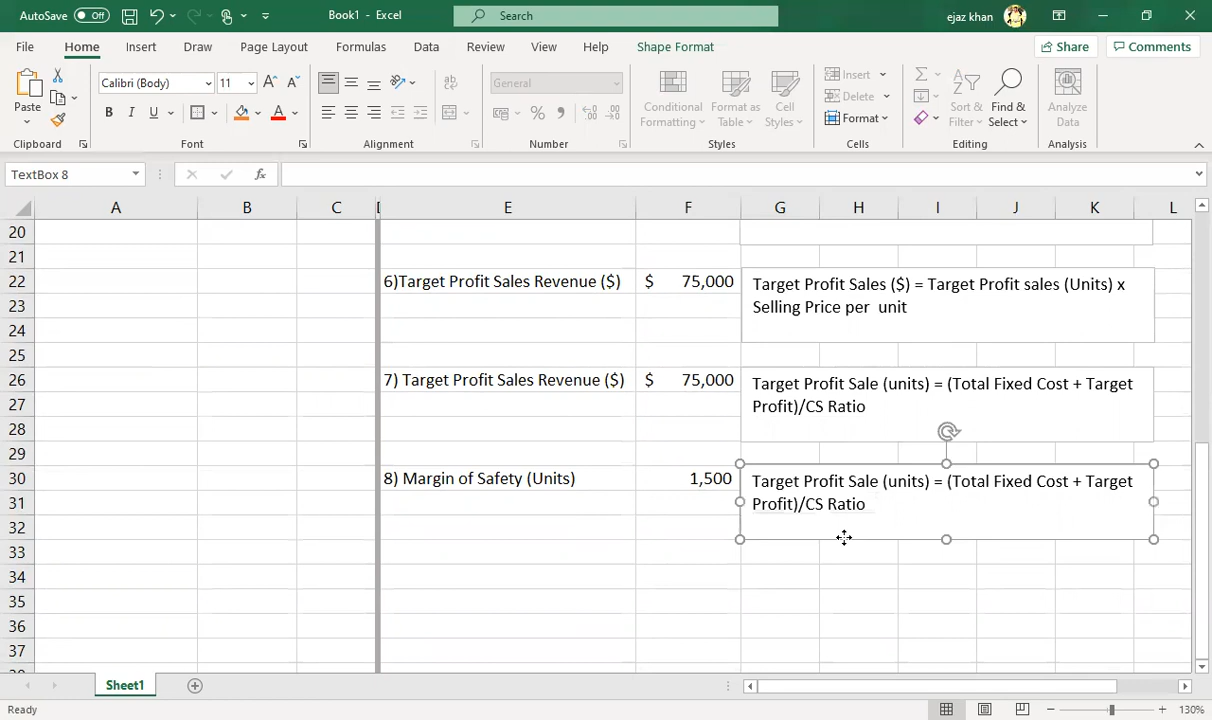 AutoSave Off Book1 - Excel Search ejaz khan
File Home Insert Draw Page Layout Formulas Data Review View Help Shape Format Share Comments
Paste Calibri (Body) 11 General Conditional Formatting Format as Table Cell Styles Insert Delete Format Sort & Filter Find & Select Analyze Data
Clipboard Font Alignment Number Styles Cells Editing Analysis
TextBox 8
A B C E F G H I J K L
20
21
22 6)Target Profit Sales Revenue ($) $ 75,000 Target Profit Sales ($) = Target Profit sales (Units) x
23 Selling Price per unit
24
25
26 7) Target Profit Sales Revenue ($) $ 75,000 Target Profit Sale (units) = (Total Fixed Cost + Target
27 Profit)/CS Ratio
28
29
30 8) Margin of Safety (Units) 1,500 Target Profit Sale (units) = (Total Fixed Cost + Target
31 Profit)/CS Ratio
32
33
34
35
36
37
Sheet1
Ready 130%